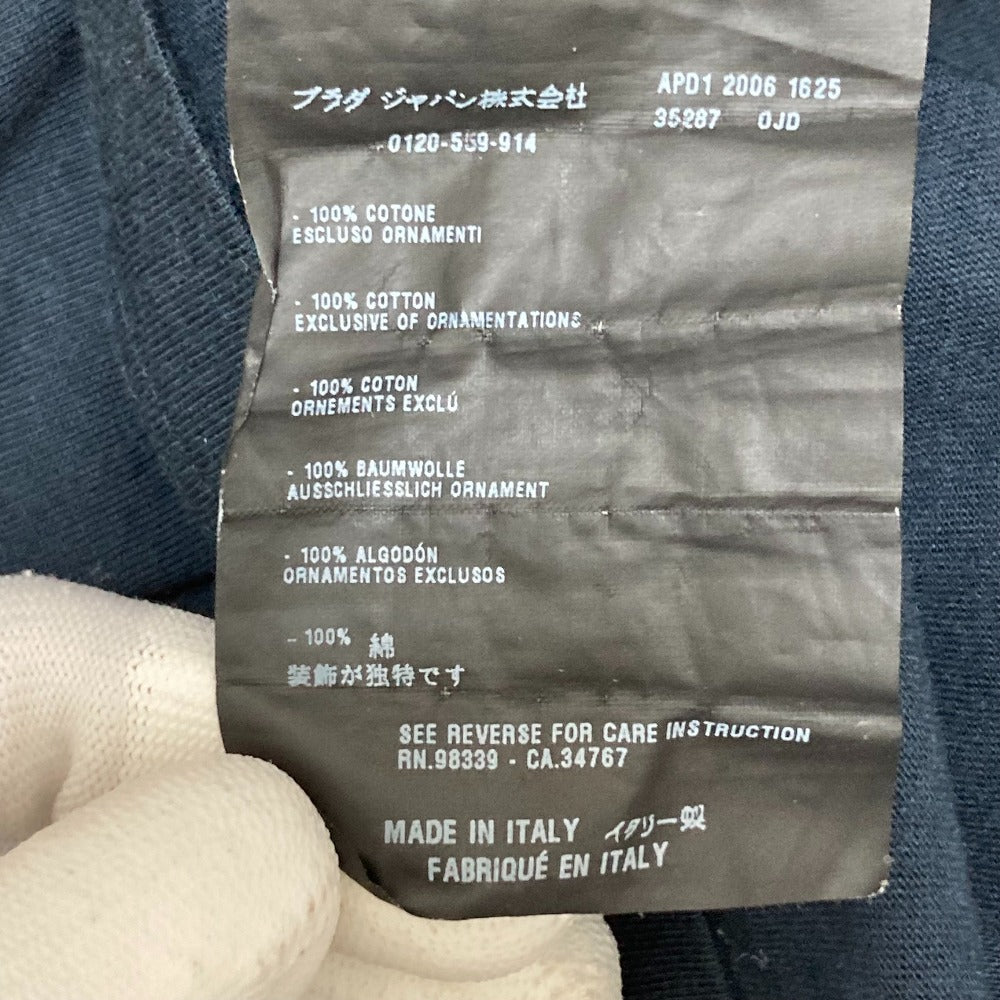 プラダ ジャパン株式会社
0120-559-914
APD1 2006 1625
35287 OJD
- 100% COTONE
ESCLUSO ORNAMENTI
- 100% COTTON
EXCLUSIVE OF ORNAMENTATIONS
- 100% COTON
ORNEMENTS EXCLÚ
- 100% BAUMWOLLE
AUSSCHLIESSLICH ORNAMENT
- 100% ALGODÓN
ORNAMENTOS EXCLUSOS
- 100% 綿
装飾が独特です
SEE REVERSE FOR CARE INSTRUCTION
RN.98339 - CA.34767
MADE IN ITALY イタリー製
FABRIQUÉ EN ITALY